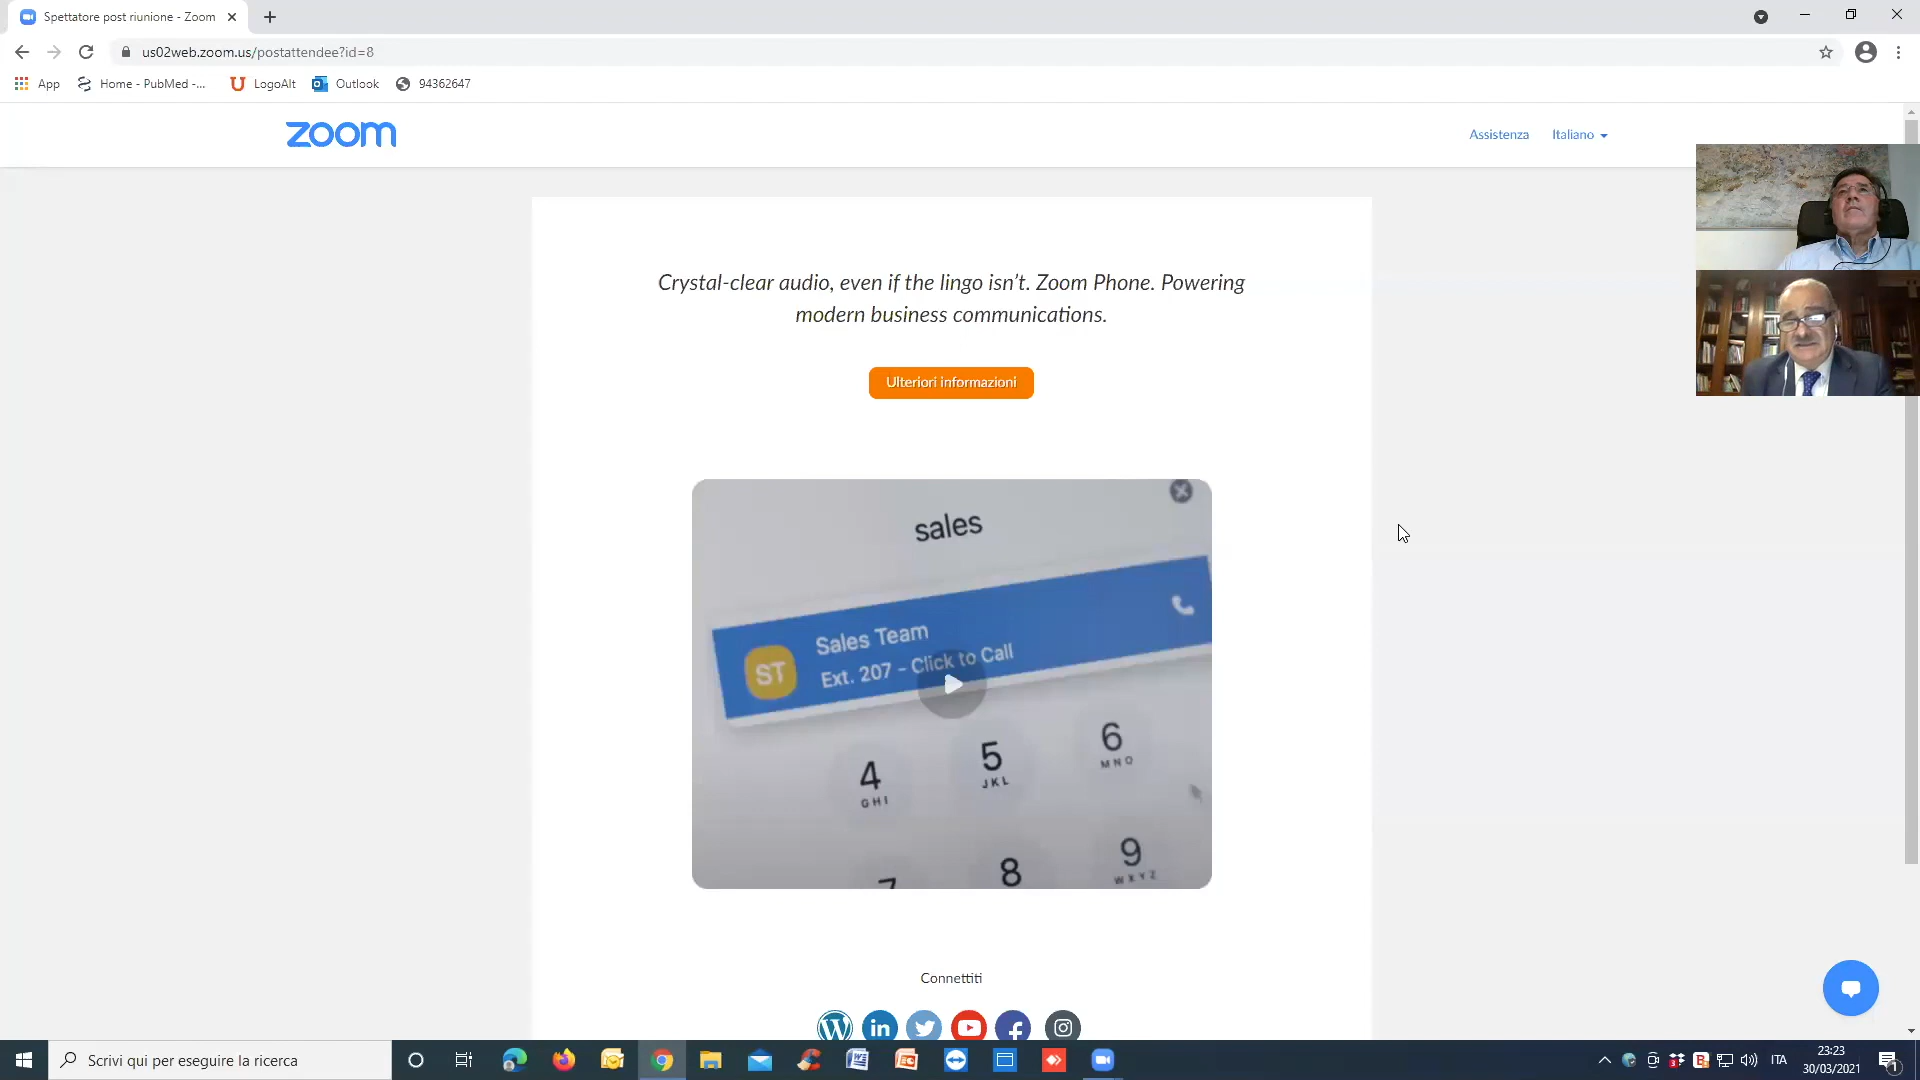 Spettatore post riunione - Zoom
us02web.zoom.us/postattendee?id=8
App
Home - PubMed -...
LogoAlt
Outlook
94362647
zoom
Assistenza
Italiano
Crystal-clear audio, even if the lingo isn't. Zoom Phone. Powering
modern business communications.
Ulteriori informazioni
sales
Sales Team
ST
Ext. 207 - Click to Call
4
GHI
5
JKL
6
MNO
7
8
9
WXYZ
Connettiti
Scrivi qui per eseguire la ricerca
ITA
23:23
30/03/2021
1